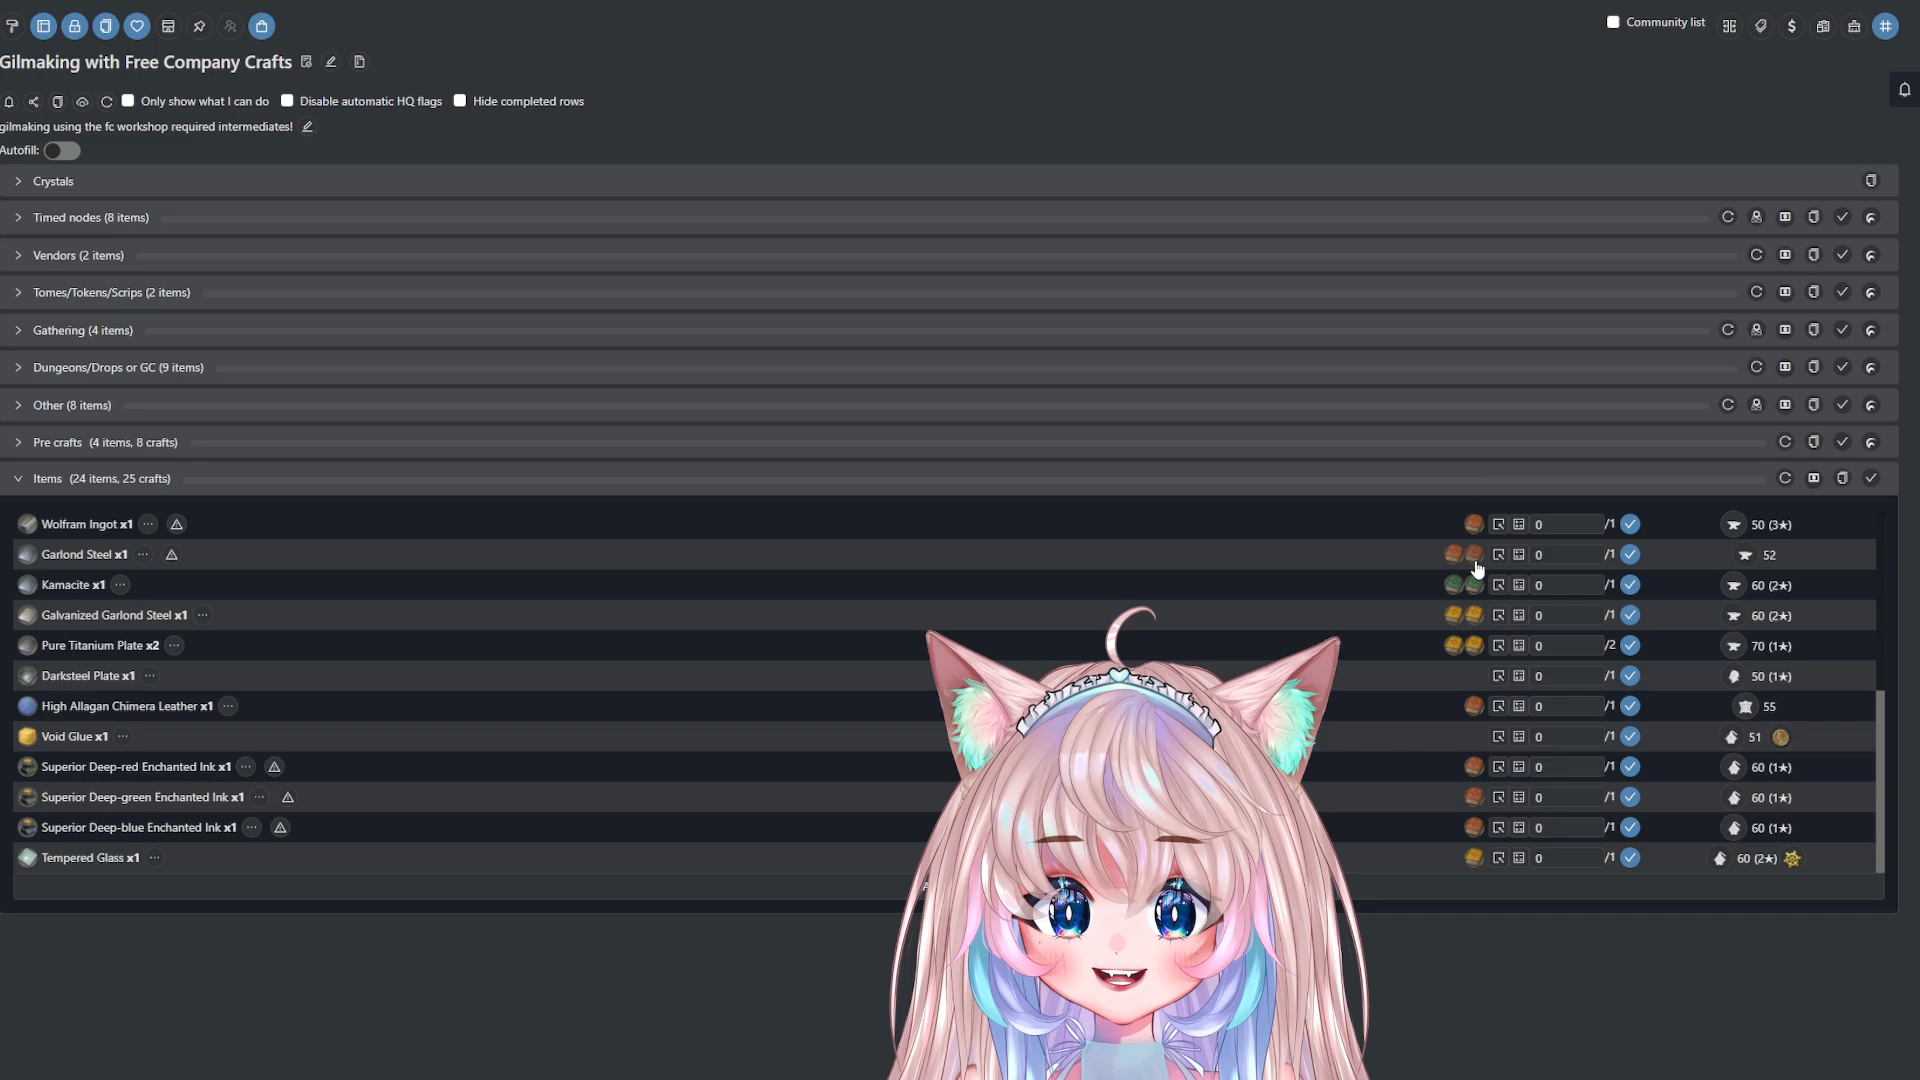 Community list
Gilmaking with Free Company Crafts
Only show what I can do Disable automatic HQ flags Hide completed rows
gilmaking using the fc workshop required intermediates!
Autofill:
Crystals
Timed nodes (8 items)
Vendors (2 items)
Tomes/Tokens/Scrips (2 items)
Gathering (4 items)
Dungeons/Drops or GC (9 items)
Other (8 items)
Pre crafts (4 items, 8 crafts)
Items (24 items, 25 crafts)
Wolfram Ingot x1 ... 0 /1 50 (3★)
Garlond Steel x1 ... 0 /1 52
Kamacite x1 ... 0 /1 60 (2★)
Galvanized Garlond Steel x1 ... 0 /1 60 (2★)
Pure Titanium Plate x2 ... 0 /2 70 (1★)
Darksteel Plate x1 ... 0 /1 50 (1★)
High Allagan Chimera Leather x1 ... 0 /1 55
Void Glue x1 ... 0 /1 51
Superior Deep-red Enchanted Ink x1 ... 0 /1 60 (1★)
Superior Deep-green Enchanted Ink x1 ... 0 /1 60 (1★)
Superior Deep-blue Enchanted Ink x1 ... 0 /1 60 (1★)
Tempered Glass x1 ... 0 /1 60 (2★)